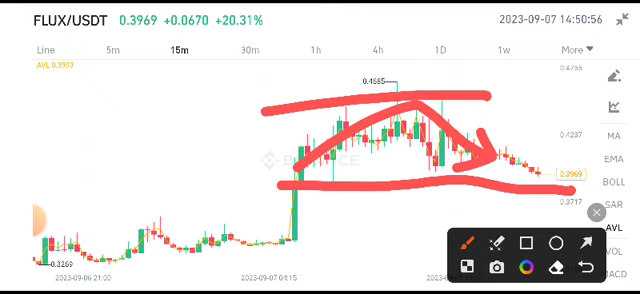 FLUX/USDT 0.3969 +0.0670 +20.31% 2023-09-07 14:50:56
Line 5m 15m 30m 1h 4h 1D 1w More
AVL 0.3983
0.4755
0.4685
MA
0.4237
EMA
BOLL
0.3969
0.3717
SAR
AVL
VOL
0.3269
MACD
2023-09-06 21:00 2023-09-07 04:15